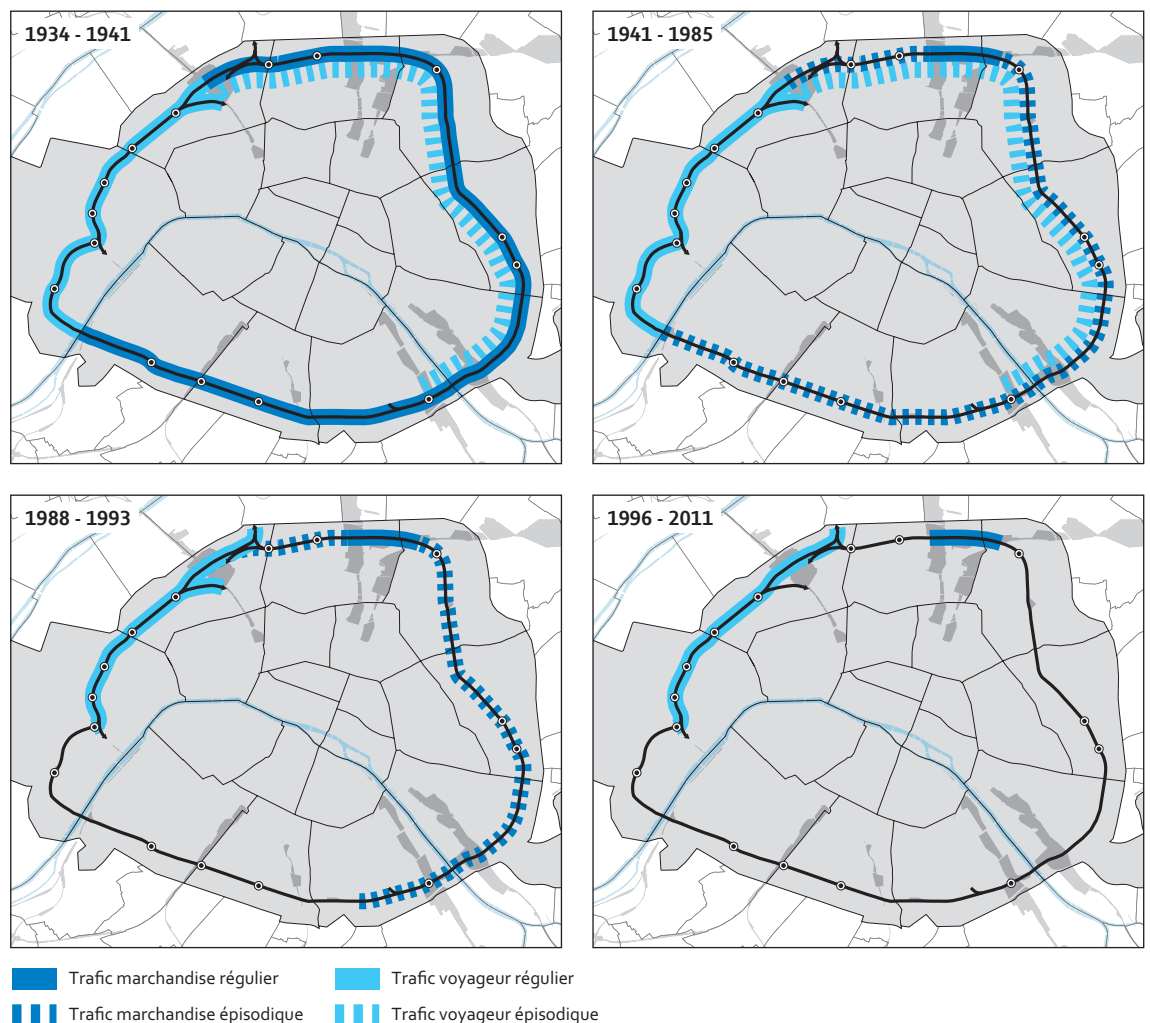 1934 - 1941
1941 - 1985
1988 - 1993
1996 - 2011
Trafic marchandise régulier
Trafic voyageur régulier
Trafic marchandise épisodique
Trafic voyageur épisodique